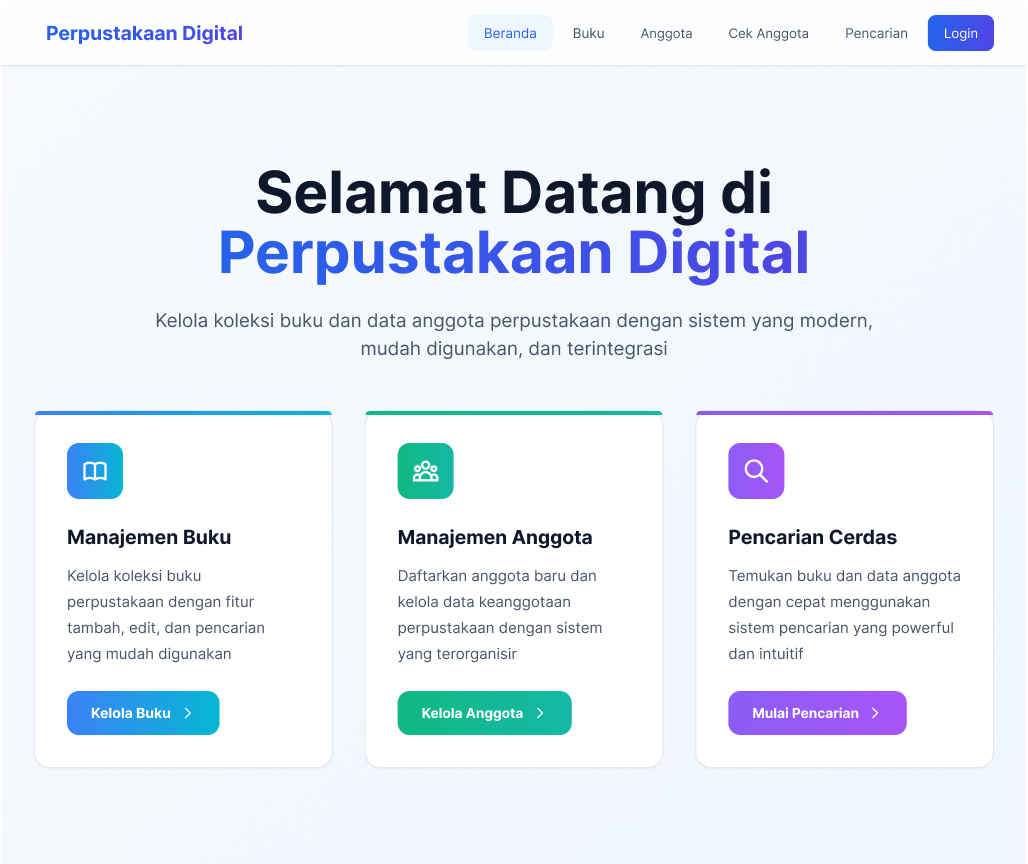 Perpustakaan Digital
Beranda
Buku
Anggota
Cek Anggota
Pencarian
Login
Selamat Datang di
Perpustakaan Digital
Kelola koleksi buku dan data anggota perpustakaan dengan sistem yang modern,
mudah digunakan, dan terintegrasi
Manajemen Buku
Kelola koleksi buku
perpustakaan dengan fitur
tambah, edit, dan pencarian
yang mudah digunakan
Kelola Buku
Manajemen Anggota
Daftarkan anggota baru dan
kelola data keanggotaan
perpustakaan dengan sistem
yang terorganisir
Kelola Anggota
Pencarian Cerdas
Temukan buku dan data anggota
dengan cepat menggunakan
sistem pencarian yang powerful
dan intuitif
Mulai Pencarian